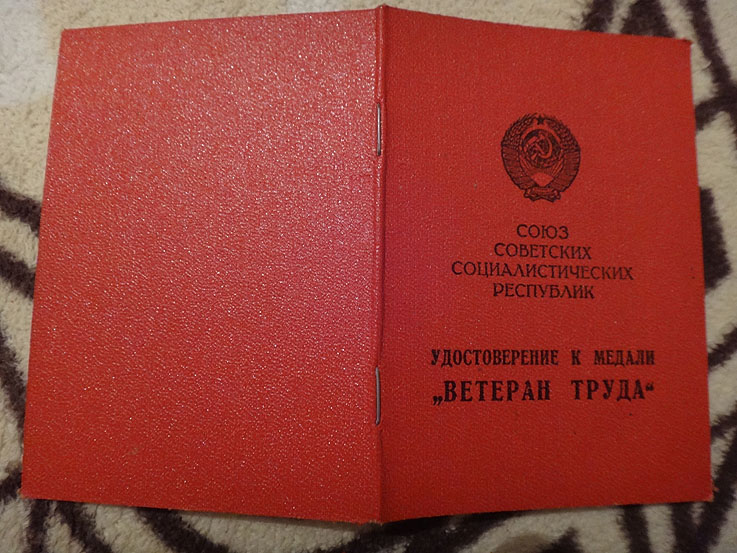 СОЮЗ
СОВЕТСКИХ
СОЦИАЛИСТИЧЕСКИХ
РЕСПУБЛИК
УДОСТОВЕРЕНИЕ К МЕДАЛИ
„ВЕТЕРАН ТРУДА“